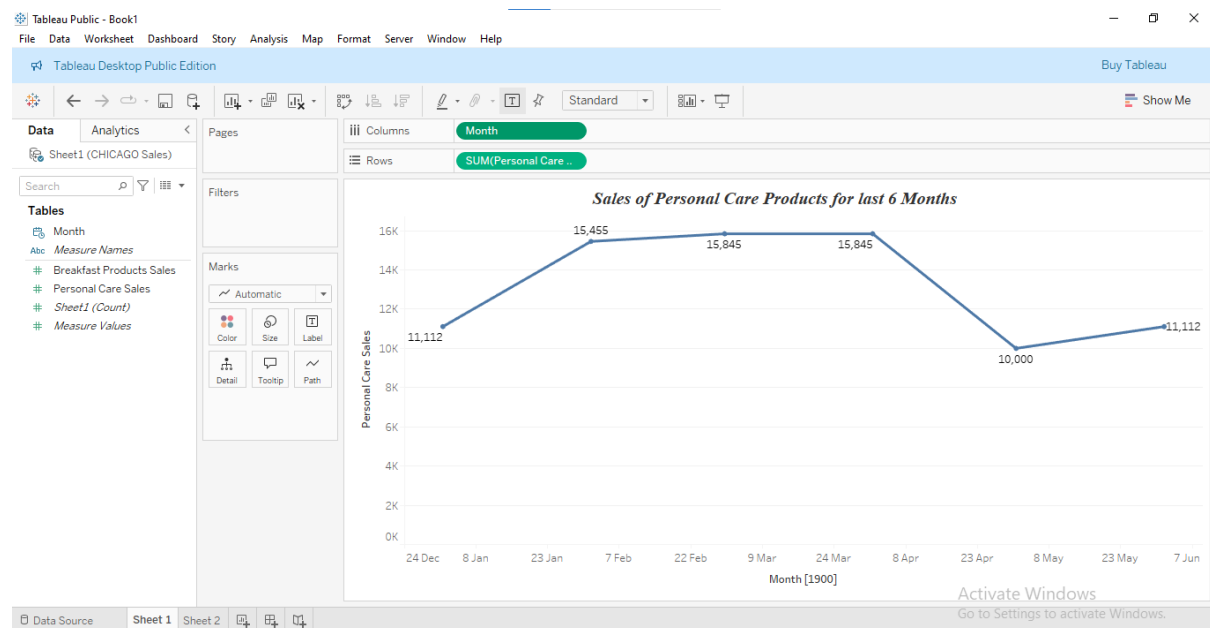 Tableau Public - Book1
File Data Worksheet Dashboard Story Analysis Map Format Server Window Help
Tableau Desktop Public Edition
Buy Tableau
Standard
Show Me
Data Analytics
Sheet1 (CHICAGO Sales)
Search
Tables
Month
Abc Measure Names
# Breakfast Products Sales
# Personal Care Sales
# Sheet1 (Count)
# Measure Values
Pages
Filters
Marks
Automatic
Color Size Label
Detail Tooltip Path
iii Columns Month
Rows SUM(Personal Care ..
Sales of Personal Care Products for last 6 Months
Personal Care Sales
16K
14K
12K
10K
8K
6K
4K
2K
0K
11,112
15,455
15,845
15,845
10,000
11,112
24 Dec 8 Jan 23 Jan 7 Feb 22 Feb 9 Mar 24 Mar 8 Apr 23 Apr 8 May 23 May 7 Jun
Month [1900]
Activate Windows
Go to Settings to activate Windows.
Data Source Sheet 1 Sheet 2